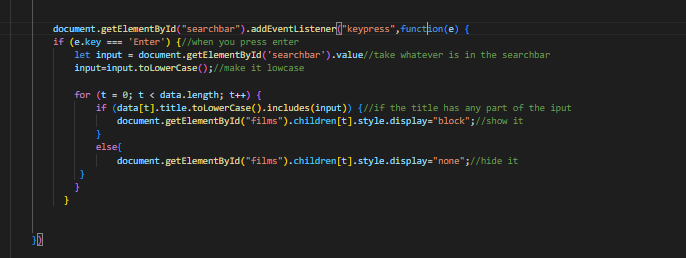 document.getElementById("searchbar").addEventListener("keypress",function(e) {
if (e.key === 'Enter') {//when you press enter
let input = document.getElementById('searchbar').value//take whatever is in the searchbar
input=input.toLowerCase();//make it lowcase
for (t = 0; t < data.length; t++) {
if (data[t].title.toLowerCase().includes(input)) {//if the title has any part of the iput
document.getElementById("films").children[t].style.display="block";//show it
}
else{
document.getElementById("films").children[t].style.display="none";//hide it
}
}
}
})